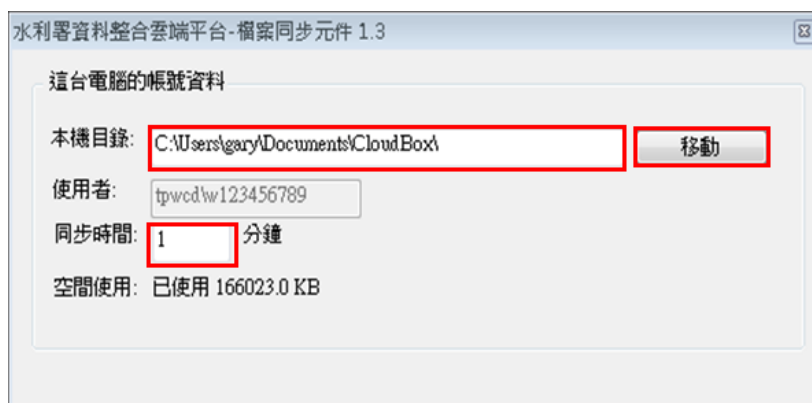 水利署資料整合雲端平台-檔案同步元件 1.3
這台電腦的帳號資料
本機目錄: C:\Users\gary\Documents\CloudBox\ 移動
使用者: tpwcd\w123456789
同步時間: 1 分鐘
空間使用: 已使用 166023.0 KB